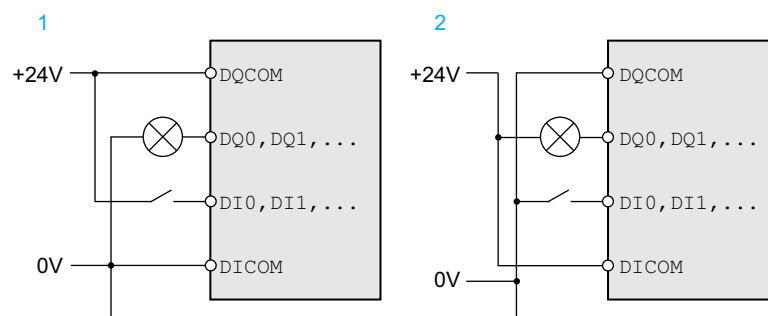 1
+24V
DQCOM
DQ0,DQ1,...
DI0,DI1,...
0V
DICOM
2
+24V
DQCOM
DQ0,DQ1,...
DI0,DI1,...
DICOM
0V